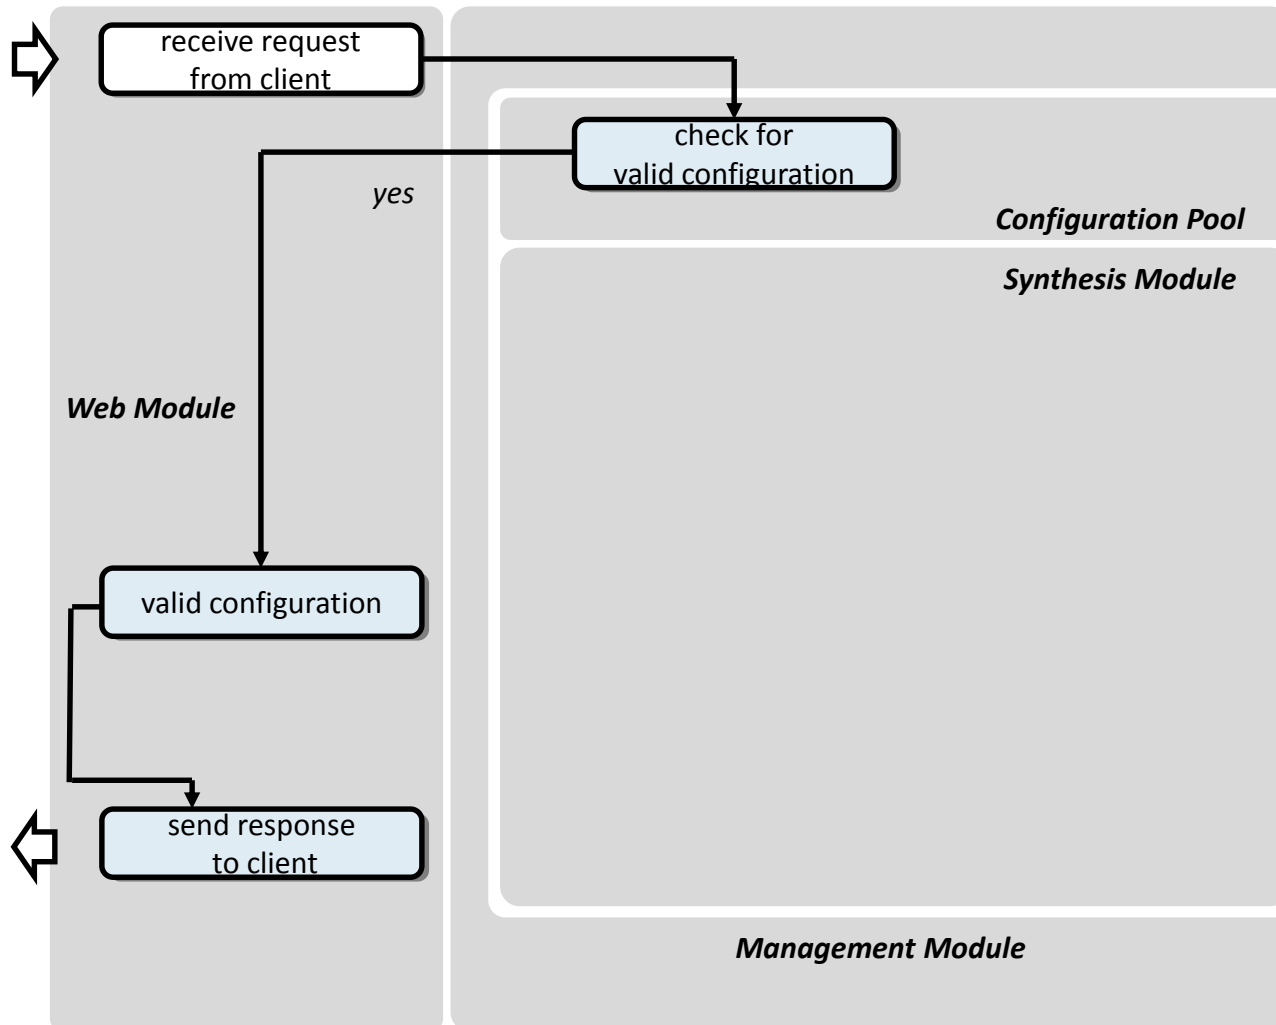 receive request
from client
check for
valid configuration
yes
Configuration Pool
Synthesis Module
Web Module
valid configuration
send response
to client
Management Module